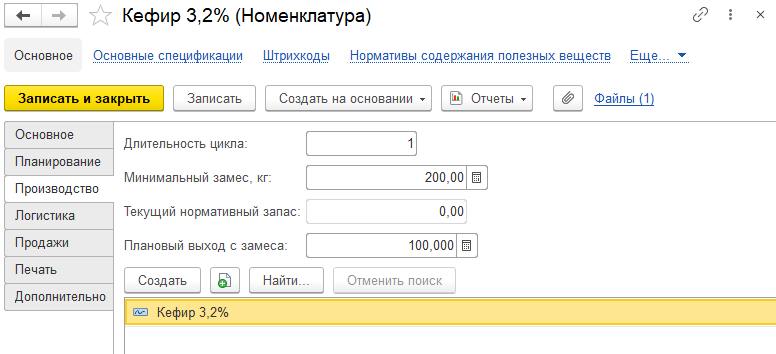 Кефир 3,2% (Номенклатура)
Основное Основные спецификации Штрихкоды Нормативы содержания полезных веществ Еще...
Записать и закрыть Записать Создать на основании Отчеты Файлы (1)
Основное
Планирование
Производство
Логистика
Продажи
Печать
Дополнительно
Длительность цикла: 1
Минимальный замес, кг: 200,00
Текущий нормативный запас: 0,00
Плановый выход с замеса: 100,000
Создать Найти... Отменить поиск
Кефир 3,2%